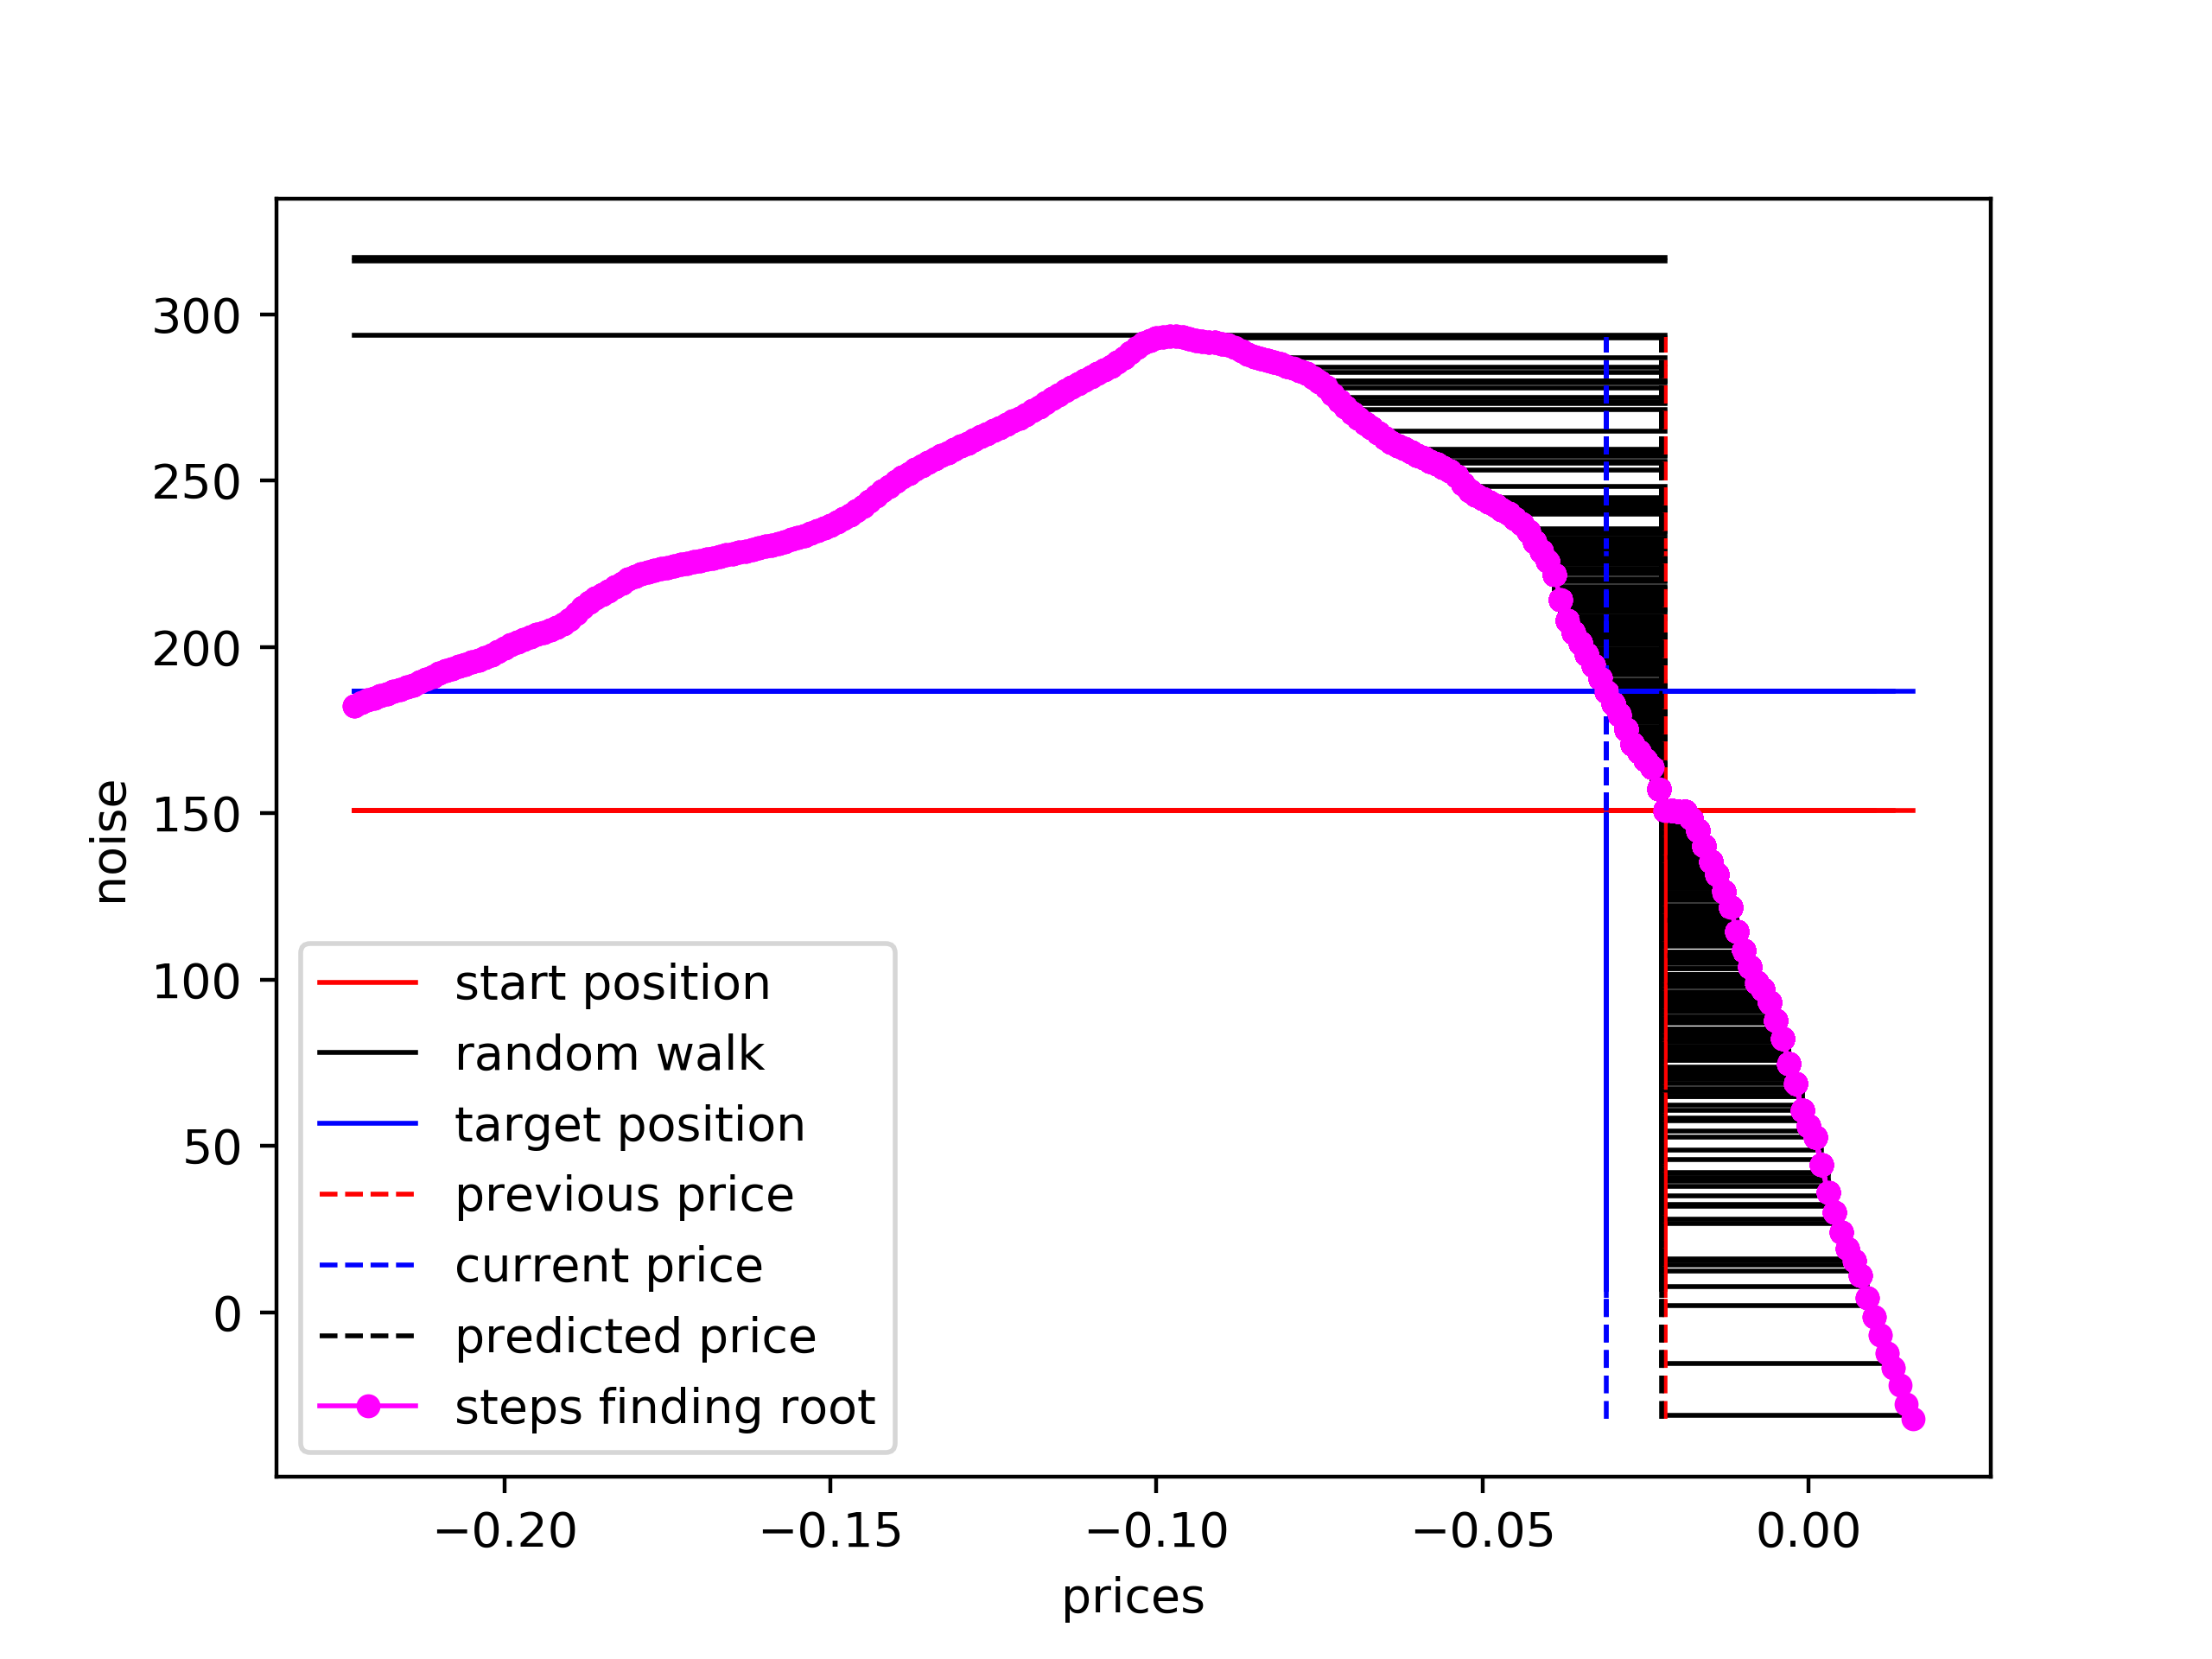 300
250
200
150
100
50
0
noise
start position
random walk
target position
previous price
current price
predicted price
steps finding root
−0.20 −0.15 −0.10 −0.05 0.00
prices